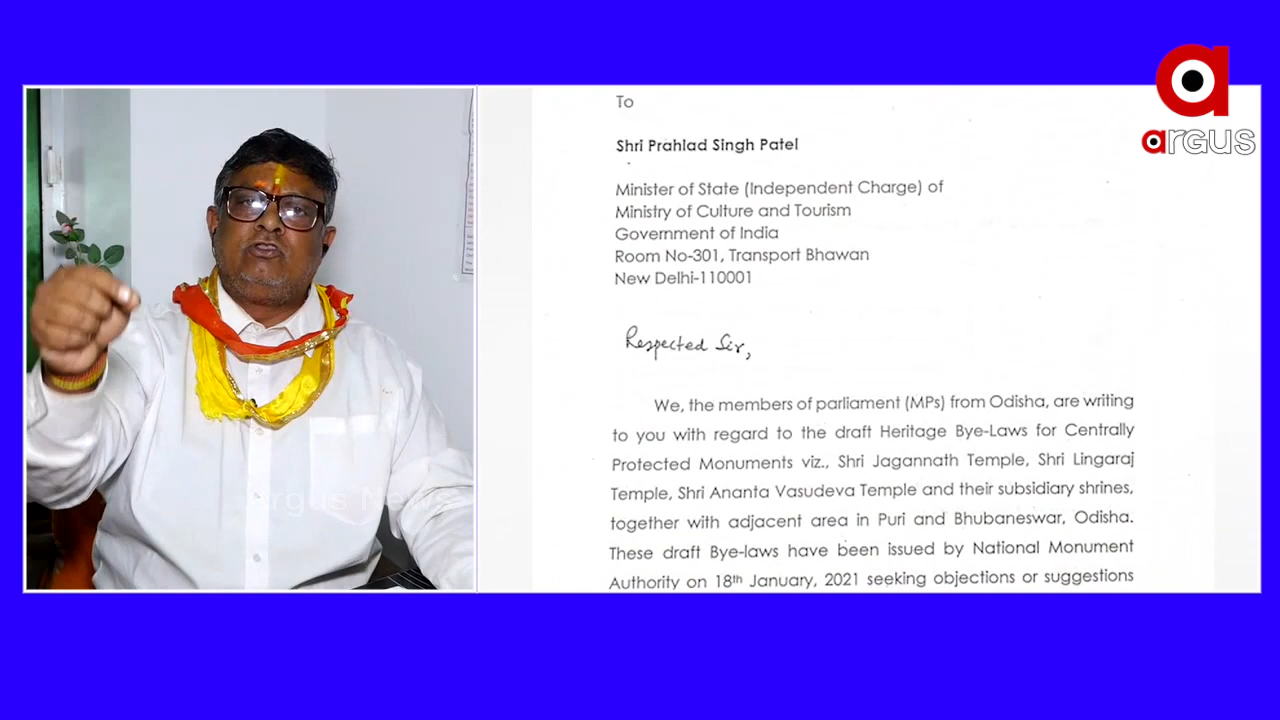 argus
To
Shri Prahlad Singh Patel
Minister of State (Independent Charge) of
Ministry of Culture and Tourism
Government of India
Room No-301, Transport Bhawan
New Delhi-110001
Respected Sir,
We, the members of parliament (MPs) from Odisha, are writing
to you with regard to the draft Heritage Bye-Laws for Centrally
Protected Monuments viz., Shri Jagannath Temple, Shri Lingaraj
Temple, Shri Ananta Vasudeva Temple and their subsidiary shrines,
together with adjacent area in Puri and Bhubaneswar, Odisha.
These draft Bye-laws have been issued by National Monument
Authority on 18th January, 2021 seeking objections or suggestions
Argus News